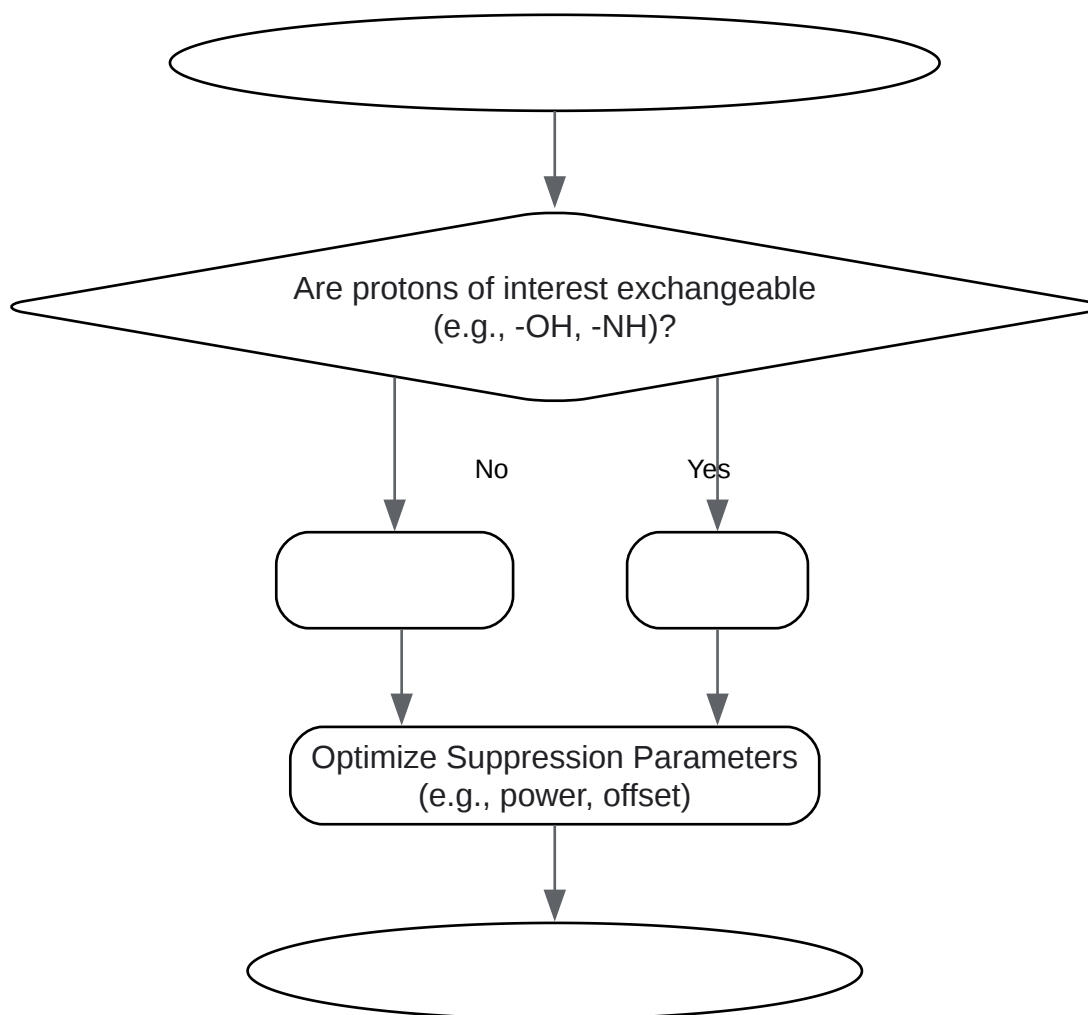 Are protons of interest exchangeable
(e.g., -OH, -NH)?
No
Yes
Optimize Suppression Parameters
(e.g., power, offset)